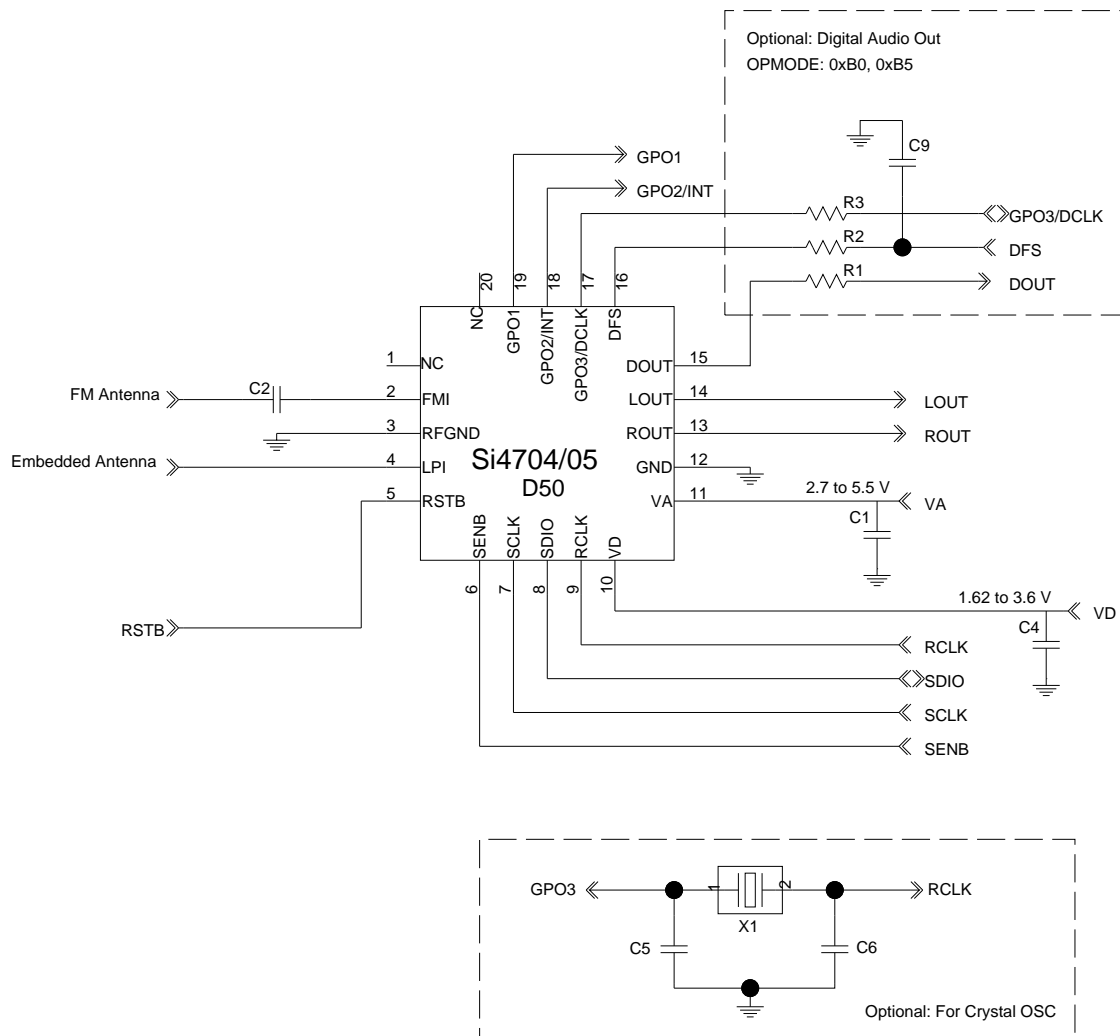 Optional: Digital Audio Out
OPMODE: 0xB0, 0xB5
C9
GPO1
GPO2/INT
R3
GPO3/DCLK
R2
DFS
R1
DOUT
20
19
18
17
16
NC
GPO1
GPO2/INT
GPO3/DCLK
DFS
1
NC
DOUT
15
FM Antenna
C2
2
FMI
LOUT
14
LOUT
3
RFGND
ROUT
13
ROUT
Embedded Antenna
4
LPI
Si4704/05
D50
GND
12
5
RSTB
VA
11
2.7 to 5.5 V
VA
C1
SENB
SCLK
SDIO
RCLK
VD
6
7
8
9
10
1.62 to 3.6 V
VD
C4
RSTB
RCLK
SDIO
SCLK
SENB
GPO3
1
2
RCLK
X1
C5
C6
Optional: For Crystal OSC